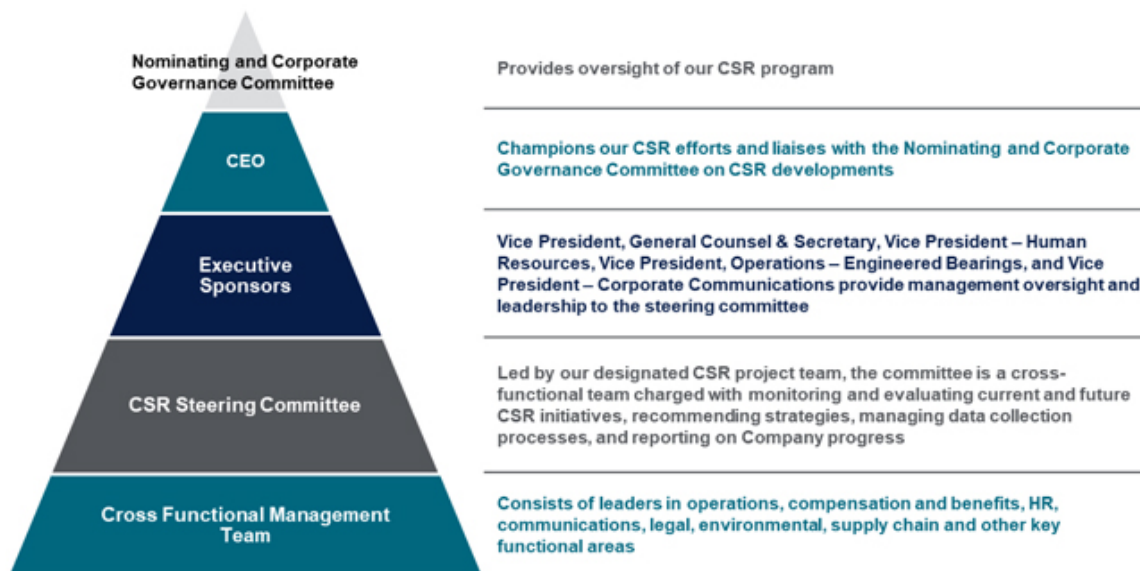 Nominating and Corporate
Governance Committee
Provides oversight of our CSR program
CEO
Champions our CSR efforts and liaises with the Nominating and Corporate
Governance Committee on CSR developments
Executive
Sponsors
Vice President, General Counsel & Secretary, Vice President – Human
Resources, Vice President, Operations – Engineered Bearings, and Vice
President – Corporate Communications provide management oversight and
leadership to the steering committee
CSR Steering Committee
Led by our designated CSR project team, the committee is a cross-
functional team charged with monitoring and evaluating current and future
CSR initiatives, recommending strategies, managing data collection
processes, and reporting on Company progress
Cross Functional Management
Team
Consists of leaders in operations, compensation and benefits, HR,
communications, legal, environmental, supply chain and other key
functional areas